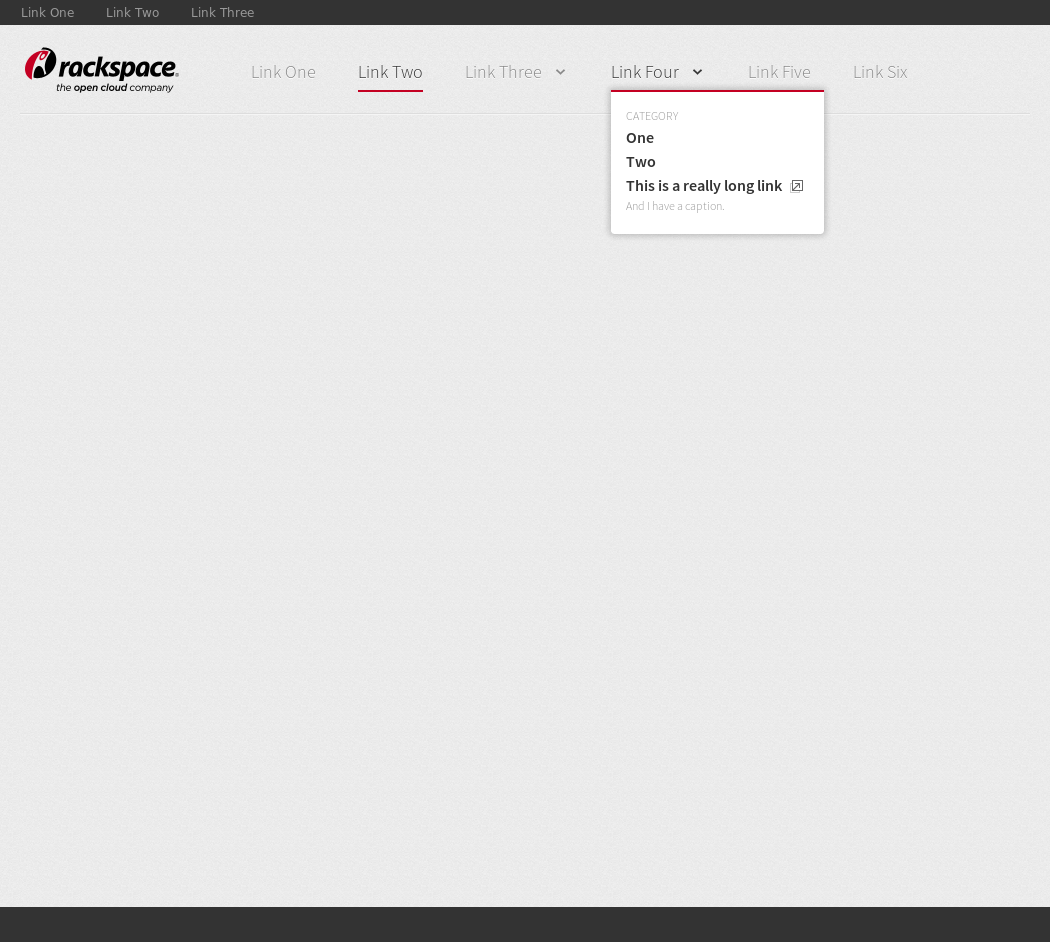 Link One Link Two Link Three
rackspace®
the open cloud company
Link One Link Two Link Three Link Four Link Five Link Six
CATEGORY
One
Two
This is a really long link
And I have a caption.